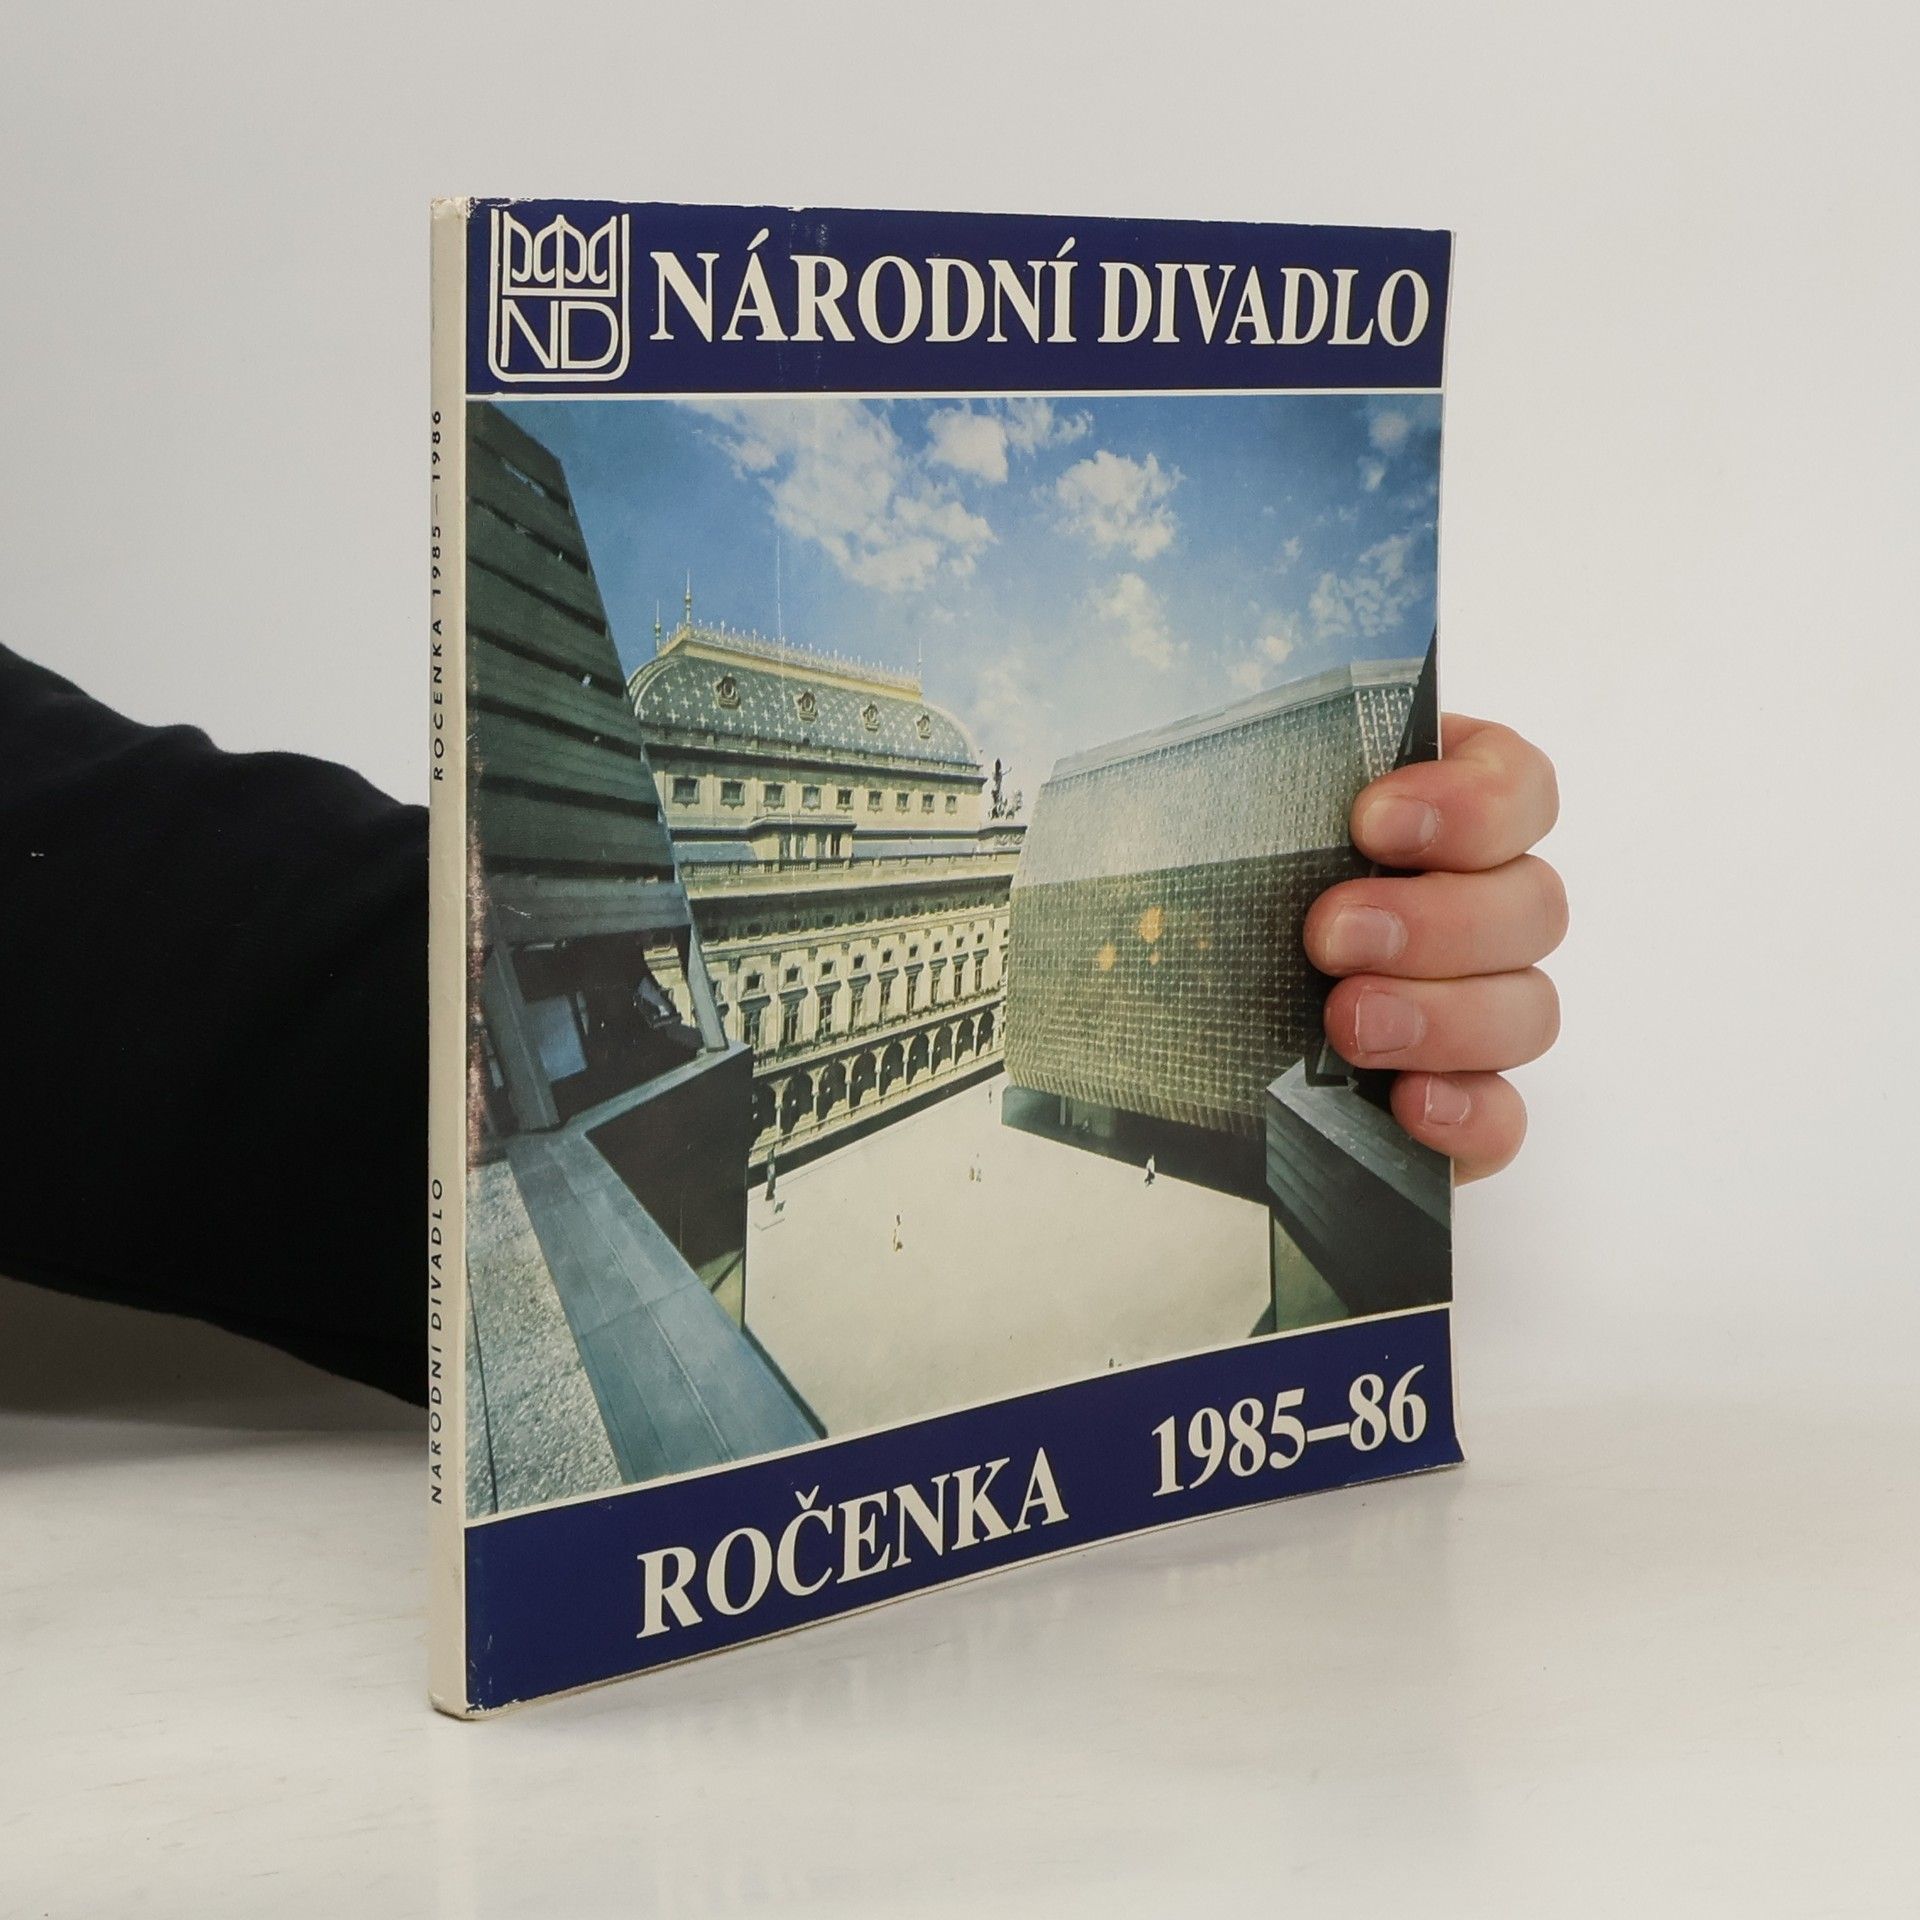 ND
NÁRODNÍ DIVADLO
ROČENKA 1985–86
NÁRODNÍ DIVADLO ROČENKA 1985—1986